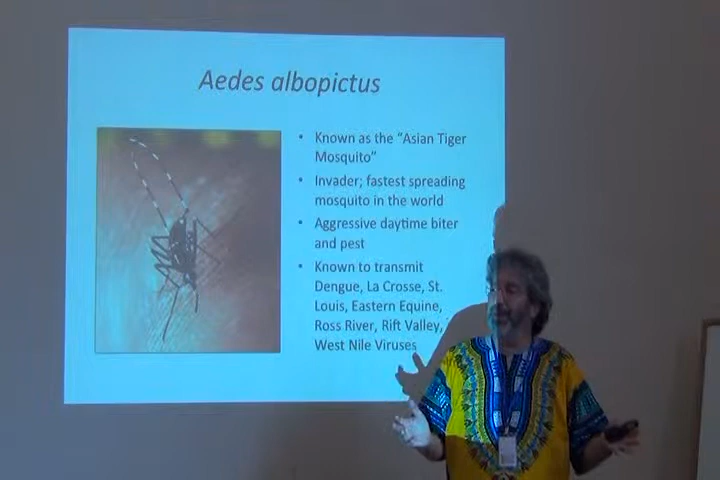 Aedes albopictus
• Known as the “Asian Tiger
Mosquito”
• Invader; fastest spreading
mosquito in the world
• Aggressive daytime biter
and pest
• Known to transmit
Dengue, La Crosse, St.
Louis, Eastern Equine,
Ross River, Rift Valley,
West Nile Viruses